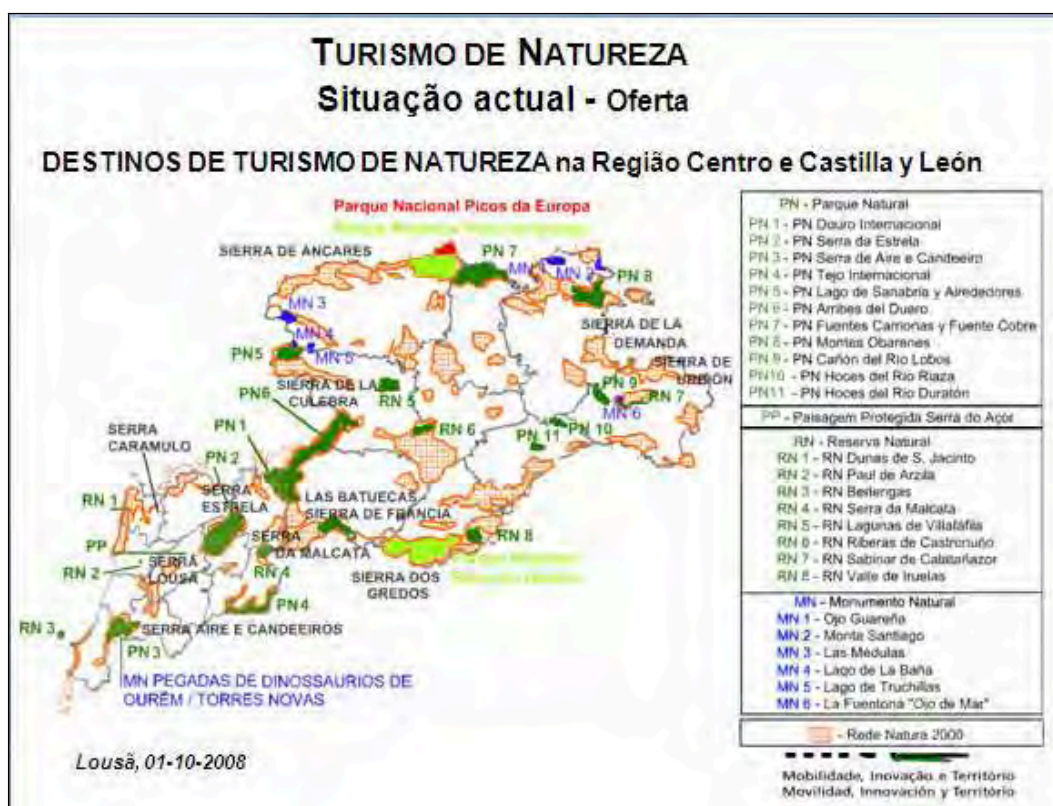 TURISMO DE NATUREZA
Situação actual - Oferta
DESTINOS DE TURISMO DE NATUREZA na Região Centro e Castilla y León
Parque Nacional Picos da Europa
SIERRA DE ANCARES
PN 7
MN 2
PN 8
MN 3
MN 4
MN 5
PN5
SIERRA DE LA DEMANDA
SIERRA DE
PN 9
RN 7
MN 6
SIERRA DE LA
CULEBRA
RN 5
PN6
RN 6
PN 10
PN 11
SERRA
CARAMULO
PN 1
PN 2
SERRA
ESTRELA
RN 1
LAS BATUECAS -
SIERRA DE FRANCIA
PP
SERRA
DA MALCATA
RN 8
RN 2
SERRA
LOUSA
RN 4
SIERRA DOS
GREDOS
PN4
RN 3
SERRA AIRE E CANDEEIROS
PN 3
MN PEGADAS DE DINOSSAURIOS DE
OURÉM / TORRES NOVAS
Lousã, 01-10-2008
PN - Parque Natural
PN 1 - PN Douro Internacional
PN 2 - PN Serra da Estrela
PN 3 - PN Serra de Aire e Candeeiro
PN 4 - PN Tejo Internacional
PN 5 - PN Lago de Sanabria y Alrededores
PN 6 - PN Arribes del Duero
PN 7 - PN Fuentes Carrionas y Fuente Cobre
PN 8 - PN Montes Obarenes
PN 9 - PN Cañon del Rio Lobos
PN10 - PN Hoces del Rio Riaza
PN11 - PN Hoces del Rio Duratón
PP - Paisagem Protegida Serra do Açor
RN - Reserva Natural
RN 1 - RN Dunas de S. Jacinto
RN 2 - RN Paul de Arzila
RN 3 - RN Berlengas
RN 4 - RN Serra da Malcata
RN 5 - RN Lagunas de Villafáfila
RN 6 - RN Riberas de Castronuño
RN 7 - RN Sabinar de Calatañazor
RN 8 - RN Valle de Iruelas
MN - Monumento Natural
MN 1 - Ojo Guareña
MN 2 - Monte Santiago
MN 3 - Las Médulas
MN 4 - Lago de La Baña
MN 5 - Lago de Truchillas
MN 6 - La Fuentona "Ojo de Mar"
- Rede Natura 2000
Mobilidade, Inovação e Território
Movilidad, Innovación y Territorio